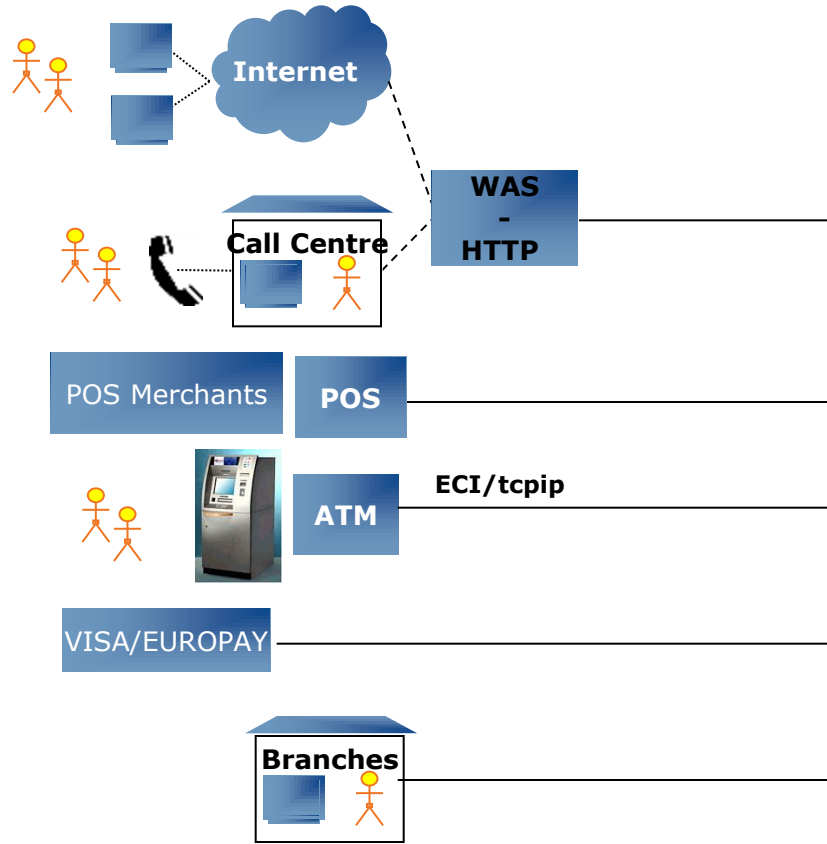 Internet
WAS
-
HTTP
Call Centre
POS Merchants
POS
ECI/tcpip
ATM
VISA/EUROPAY
Branches